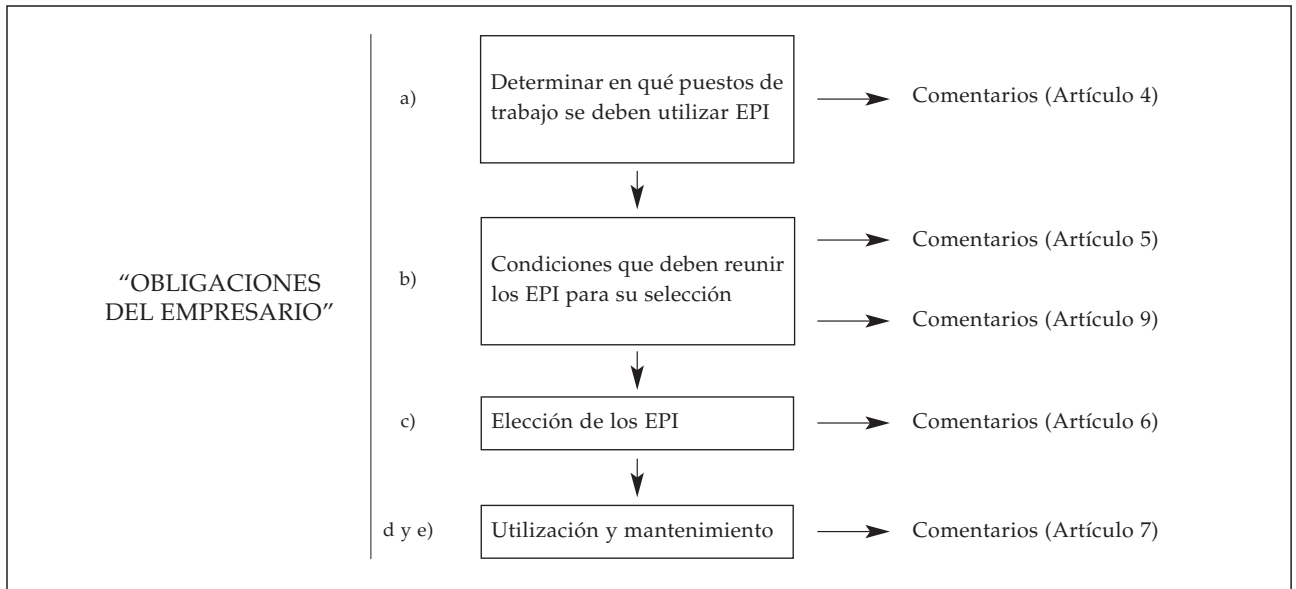 a)
Determinar en qué puestos de
trabajo se deben utilizar EPI
Comentarios (Artículo 4)
“OBLIGACIONES
DEL EMPRESARIO”
b)
Condiciones que deben reunir
los EPI para su selección
Comentarios (Artículo 5)
Comentarios (Artículo 9)
c)
Elección de los EPI
Comentarios (Artículo 6)
d y e)
Utilización y mantenimiento
Comentarios (Artículo 7)